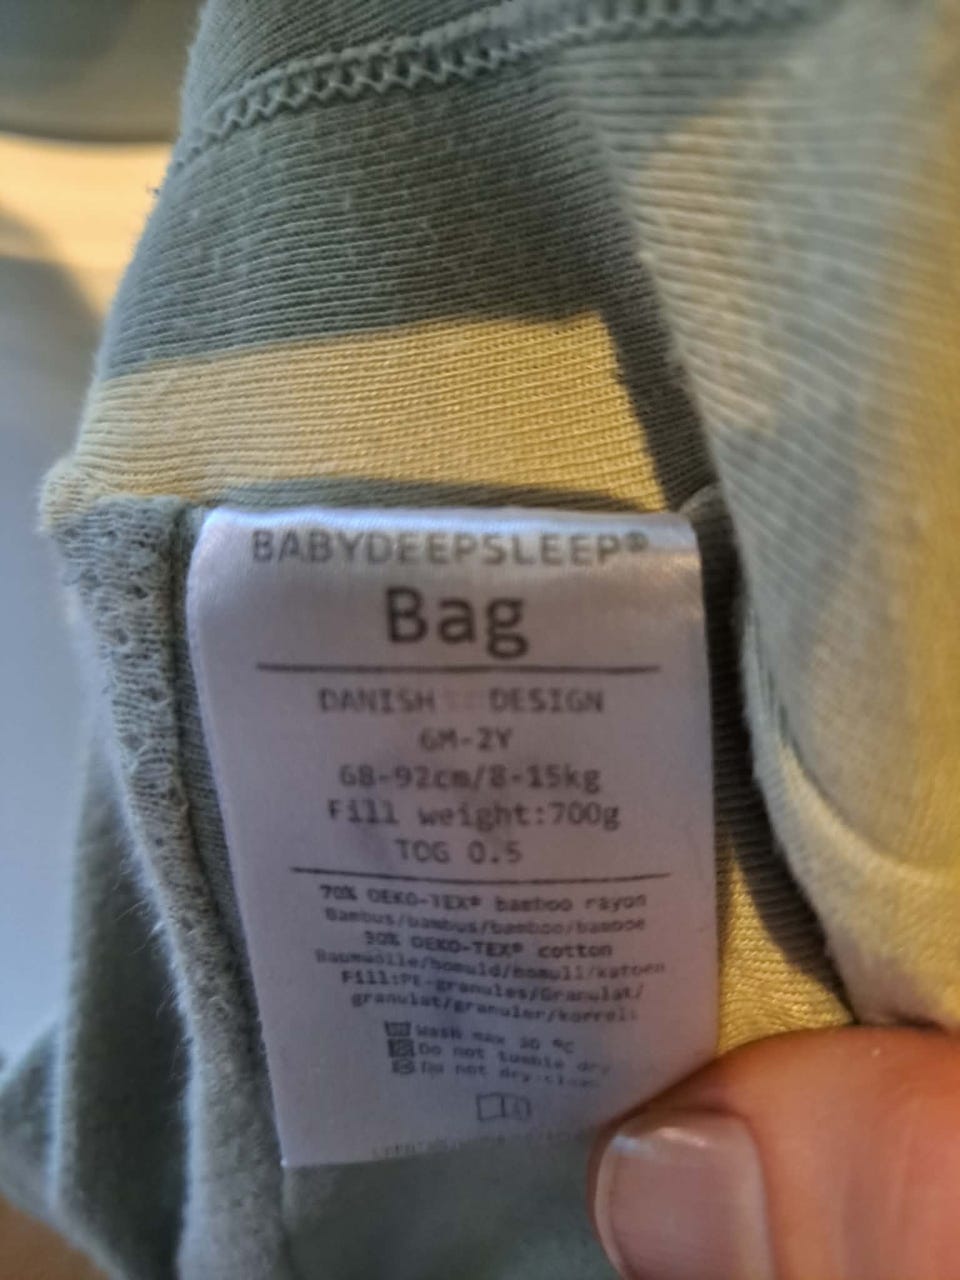 BABYDEEPSLEEP®
Bag
DANISH DESIGN
6M-2Y
68-92cm/8-15kg
Fill weight:700g
TOG 0.5
70% OEKO-TEX® bamboo rayon
Bambus/bambus/bamboo/bamboe
30% OEKO-TEX® cotton
Baumwolle/bomuld/bomull/katoen
Fill:PE-granules/Granulat/
granulat/granuler/korreli
Wash max 30 °C
Do not tumble dry
Do not dry-clean